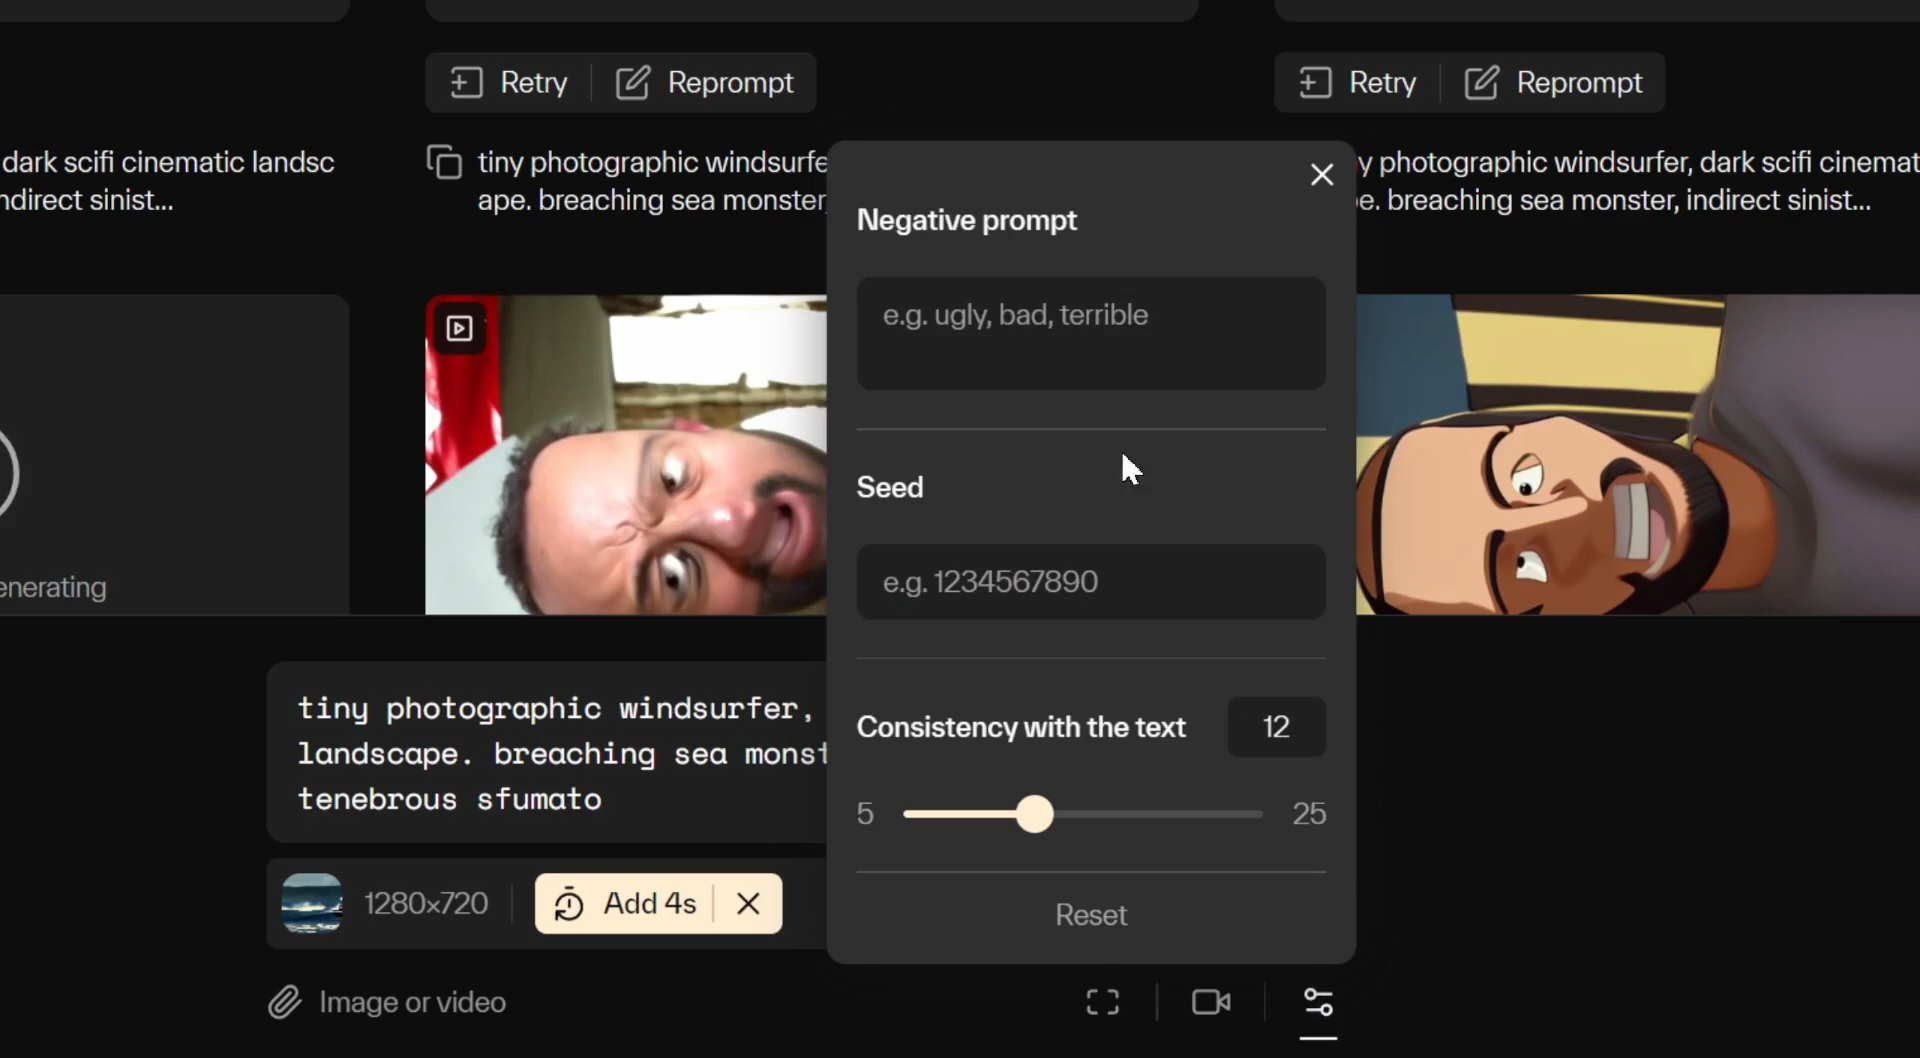 Retry
Reprompt
Retry
Reprompt
dark scifi cinematic landsc
ndirect sinist...
tiny photographic windsurfe
ape. breaching sea monster,
y photographic windsurfer, dark scifi cinemat
e. breaching sea monster, indirect sinist...
Negative prompt
e.g. ugly, bad, terrible
Seed
e.g. 1234567890
Consistency with the text
12
5
25
Reset
enerating
tiny photographic windsurfer,
landscape. breaching sea monst
tenebrous sfumato
1280×720
Add 4s
Image or video